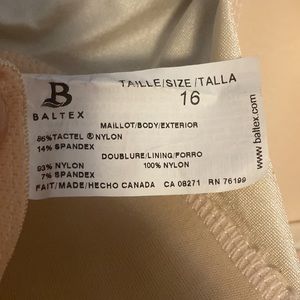 B
BALTEX
TAILLE/SIZE/TALLA
16
MAILLOT/BODY/EXTERIOR
86%TACTEL ® NYLON
14% SPANDEX
DOUBLURE/LINING/FORRO
93% NYLON 100% NYLON
7% SPANDEX
FAIT/MADE/HECHO CANADA CA 08271 RN 76199
www.baltex.com